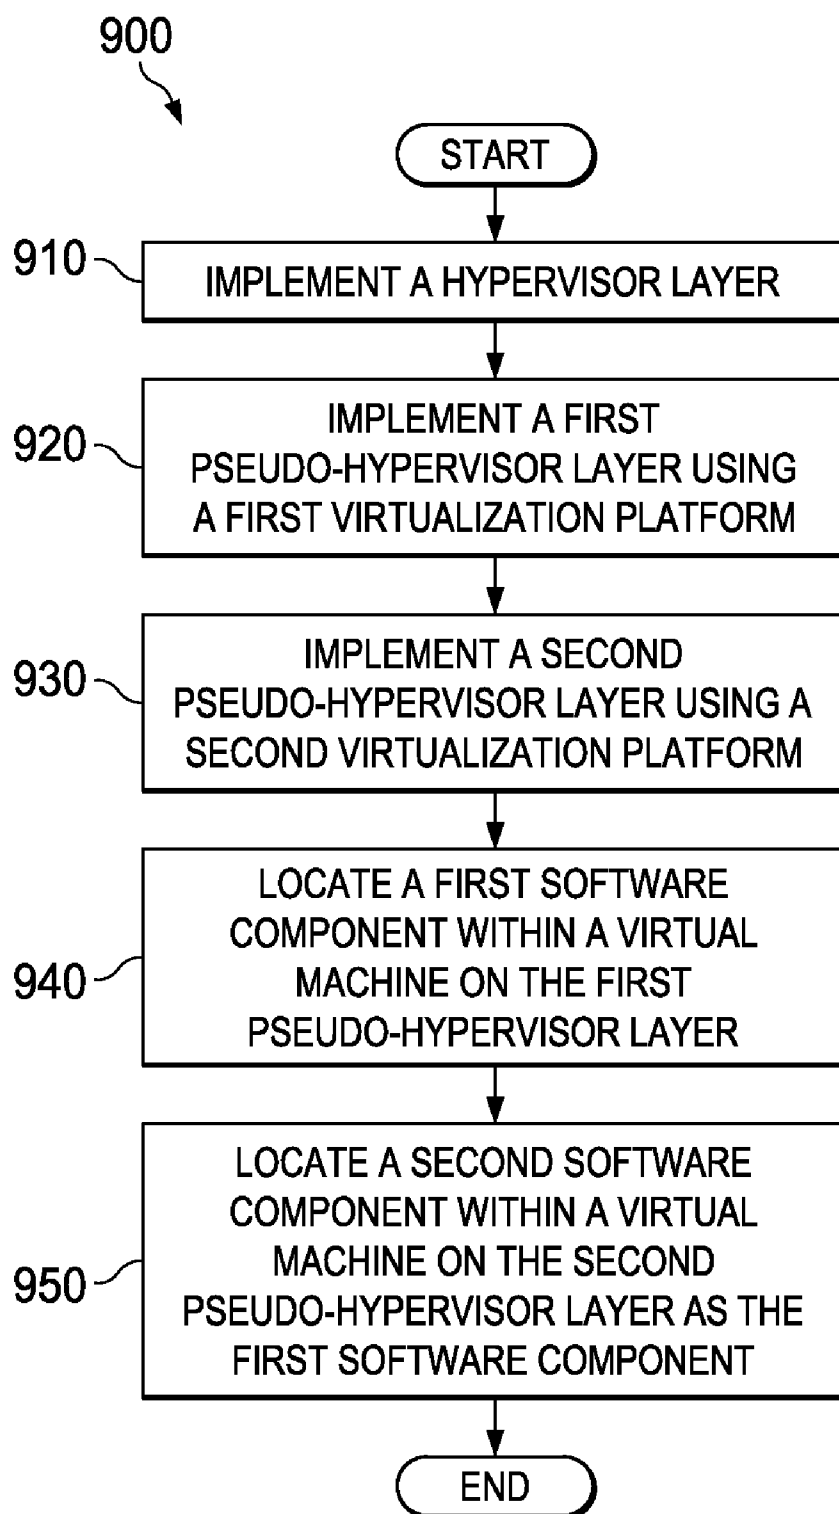 900
START
910
IMPLEMENT A HYPERVISOR LAYER
920
IMPLEMENT A FIRST
PSEUDO-HYPERVISOR LAYER USING
A FIRST VIRTUALIZATION PLATFORM
930
IMPLEMENT A SECOND
PSEUDO-HYPERVISOR LAYER USING A
SECOND VIRTUALIZATION PLATFORM
940
LOCATE A FIRST SOFTWARE
COMPONENT WITHIN A VIRTUAL
MACHINE ON THE FIRST
PSEUDO-HYPERVISOR LAYER
950
LOCATE A SECOND SOFTWARE
COMPONENT WITHIN A VIRTUAL
MACHINE ON THE SECOND
PSEUDO-HYPERVISOR LAYER AS THE
FIRST SOFTWARE COMPONENT
END